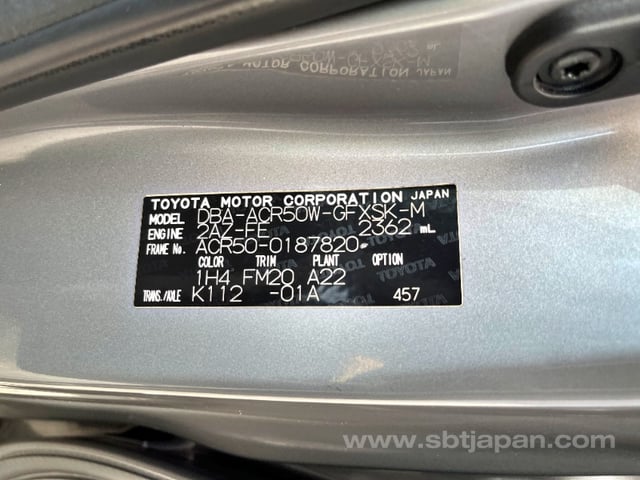 TOYOTA MOTOR CORPORATION JAPAN
MODEL DBA-ACR50W-GFXSK-M
ENGINE 2AZ-FE 2362 mL
FRAME No. ACR50-0187820
COLOR TRIM PLANT OPTION
1H4 FM20 A22
TRANS./AXLE K112 -01A 457
www.sbtjapan.com